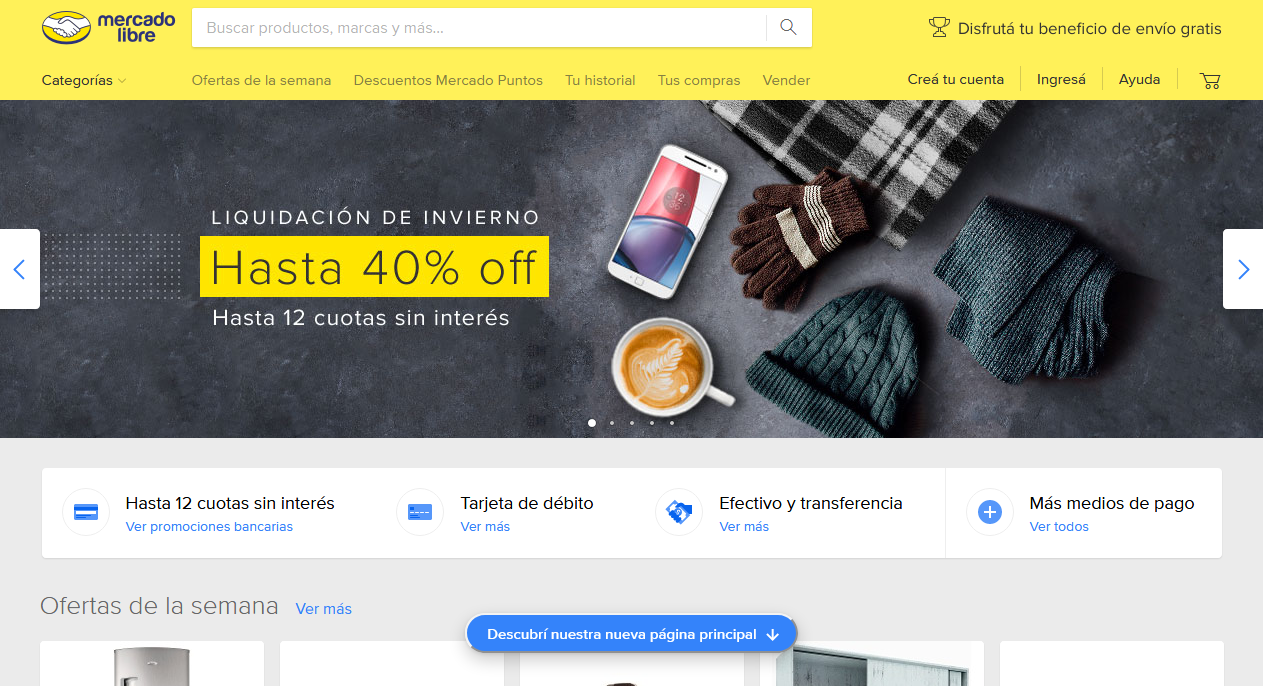 mercado
libre
Buscar productos, marcas y más...
Disfrutá tu beneficio de envío gratis
Categorías
Ofertas de la semana
Descuentos Mercado Puntos
Tu historial
Tus compras
Vender
Creá tu cuenta
Ingresá
Ayuda
LIQUIDACIÓN DE INVIERNO
Hasta 40% off
Hasta 12 cuotas sin interés
Hasta 12 cuotas sin interés
Ver promociones bancarias
Tarjeta de débito
Ver más
Efectivo y transferencia
Ver más
Más medios de pago
Ver todos
Ofertas de la semana
Ver más
Descubrí nuestra nueva página principal